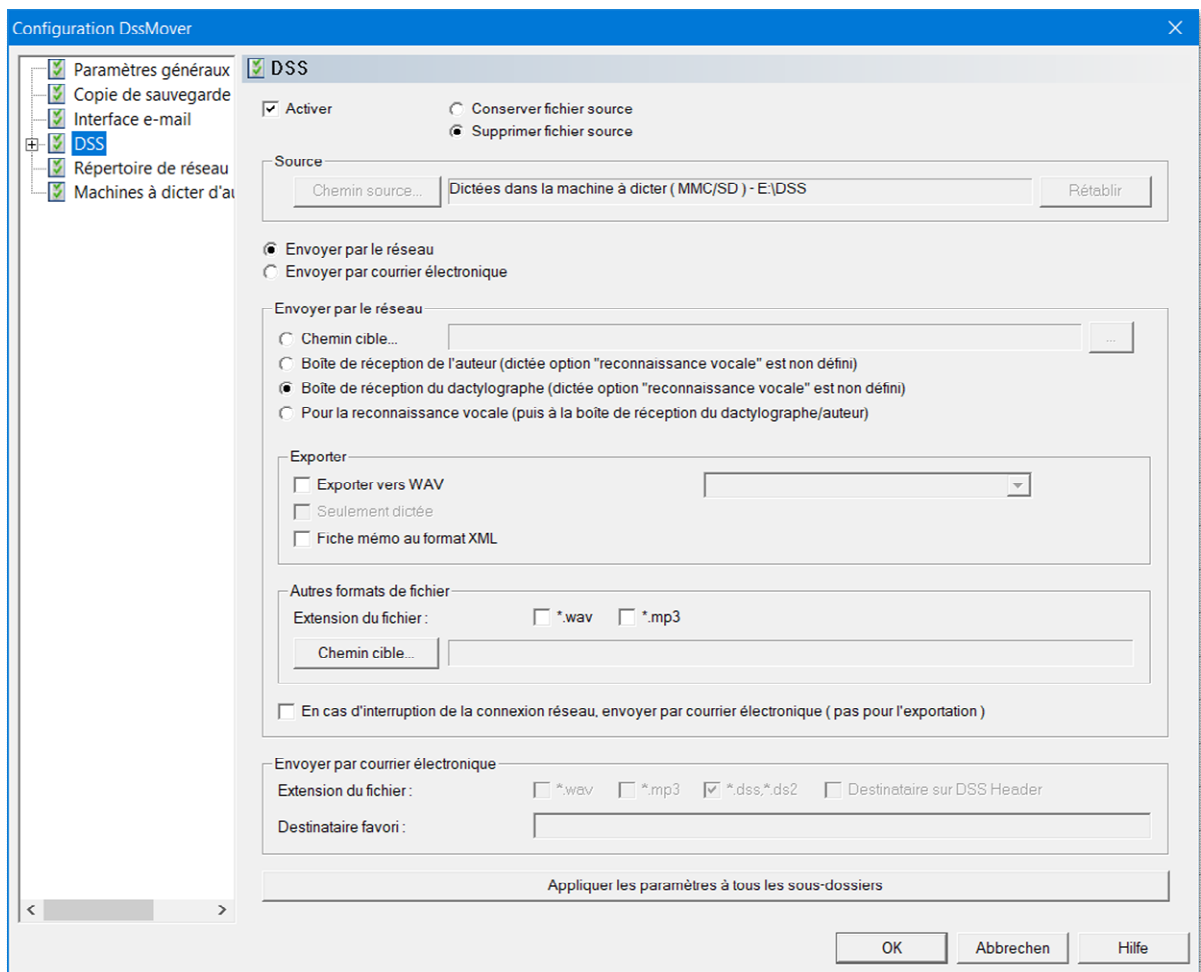 Configuration DssMover
Paramètres généraux
Copie de sauvegarde
Interface e-mail
DSS
Répertoire de réseau
Machines à dicter d'au
DSS
Activer
Conserver fichier source
Supprimer fichier source
Source
Chemin source...
Dictées dans la machine à dicter ( MMC/SD ) - E:\DSS
Rétablir
Envoyer par le réseau
Envoyer par courrier électronique
Envoyer par le réseau
Chemin cible...
...
Boîte de réception de l'auteur (dictée option "reconnaissance vocale" est non défini)
Boîte de réception du dactylographe (dictée option "reconnaissance vocale" est non défini)
Pour la reconnaissance vocale (puis à la boîte de réception du dactylographe/auteur)
Exporter
Exporter vers WAV
Seulement dictée
Fiche mémo au format XML
Autres formats de fichier
Extension du fichier : *.wav *.mp3
Chemin cible...
En cas d'interruption de la connexion réseau, envoyer par courrier électronique ( pas pour l'exportation )
Envoyer par courrier électronique
Extension du fichier : *.wav *.mp3 *.dss,*.ds2 Destinataire sur DSS Header
Destinataire favori :
Appliquer les paramètres à tous les sous-dossiers
OK Abbrechen Hilfe